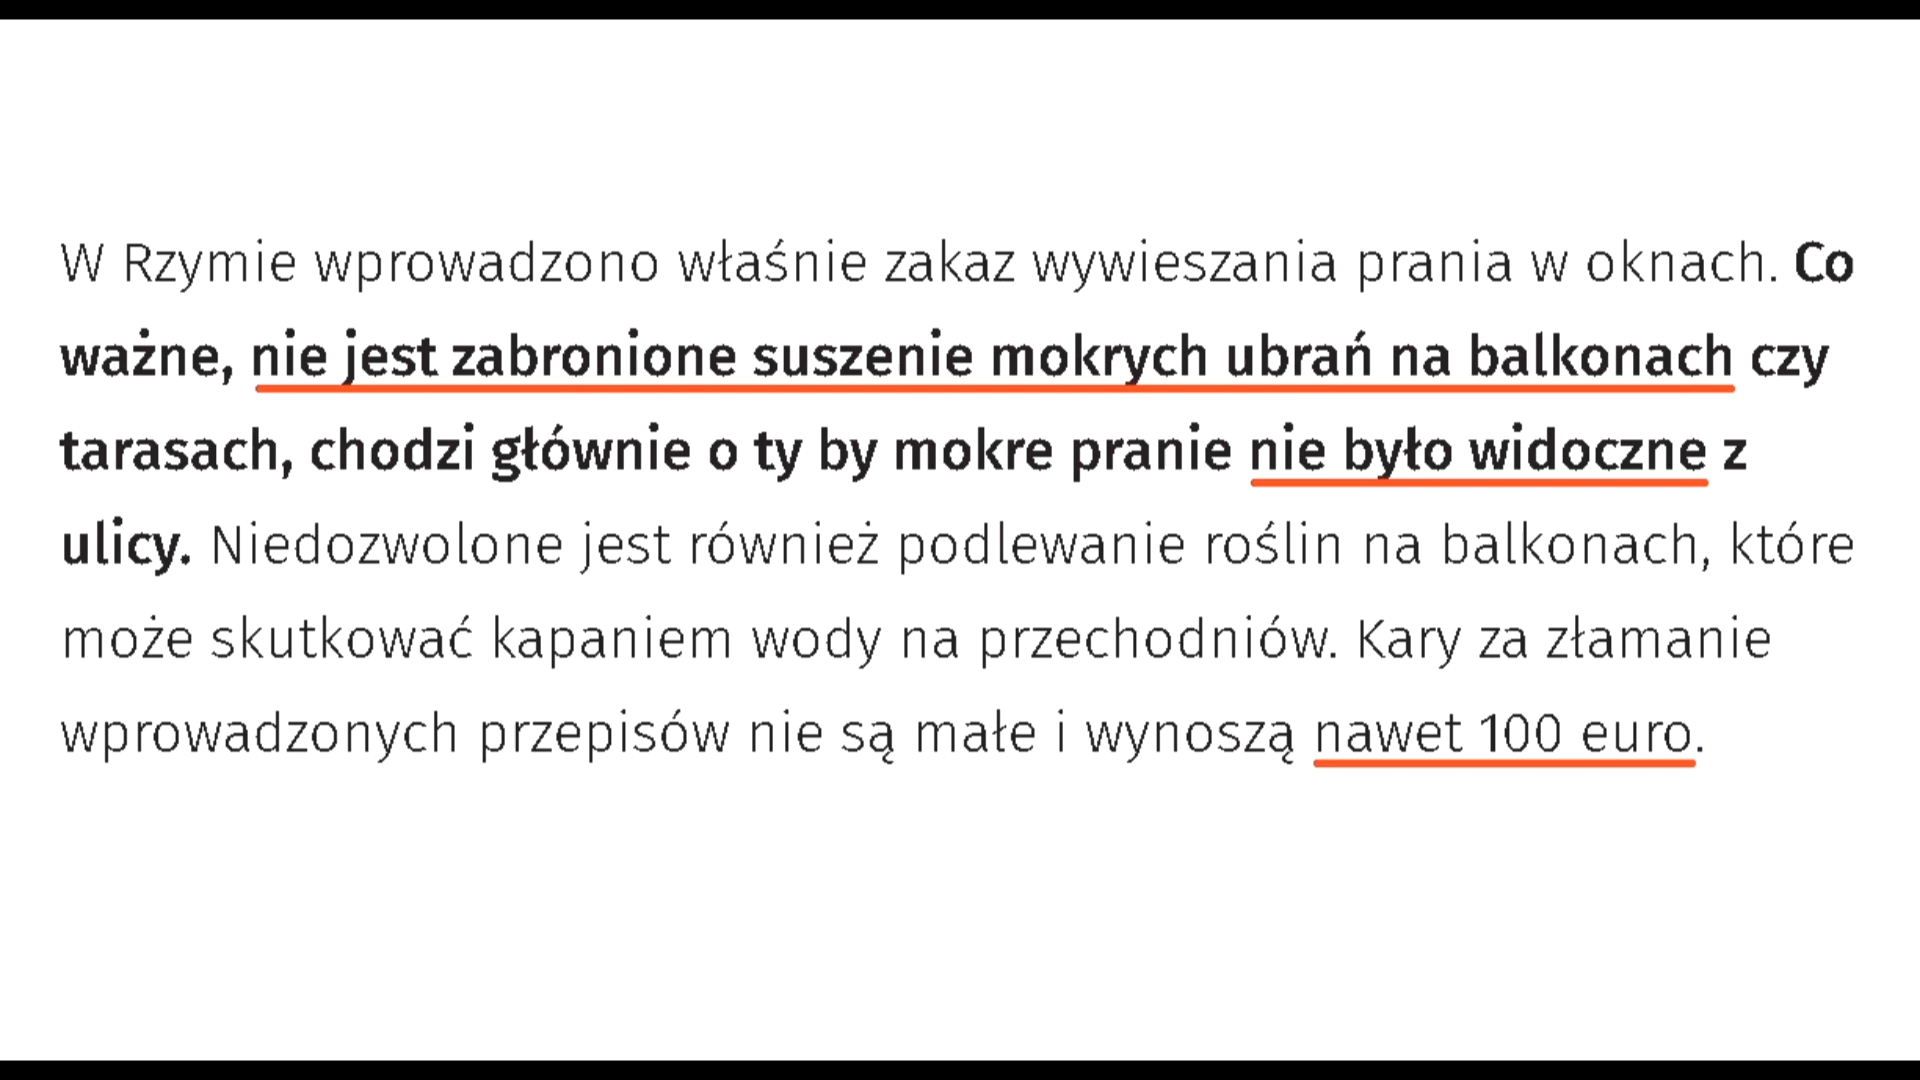 W Rzymie wprowadzono właśnie zakaz wywieszania prania w oknach. Co
ważne, nie jest zabronione suszenie mokrych ubrań na balkonach czy
tarasach, chodzi głównie o ty by mokre pranie nie było widoczne z
ulicy. Niedozwolone jest również podlewanie roślin na balkonach, które
może skutkować kapaniem wody na przechodniów. Kary za złamanie
wprowadzonych przepisów nie są małe i wynoszą nawet 100 euro.